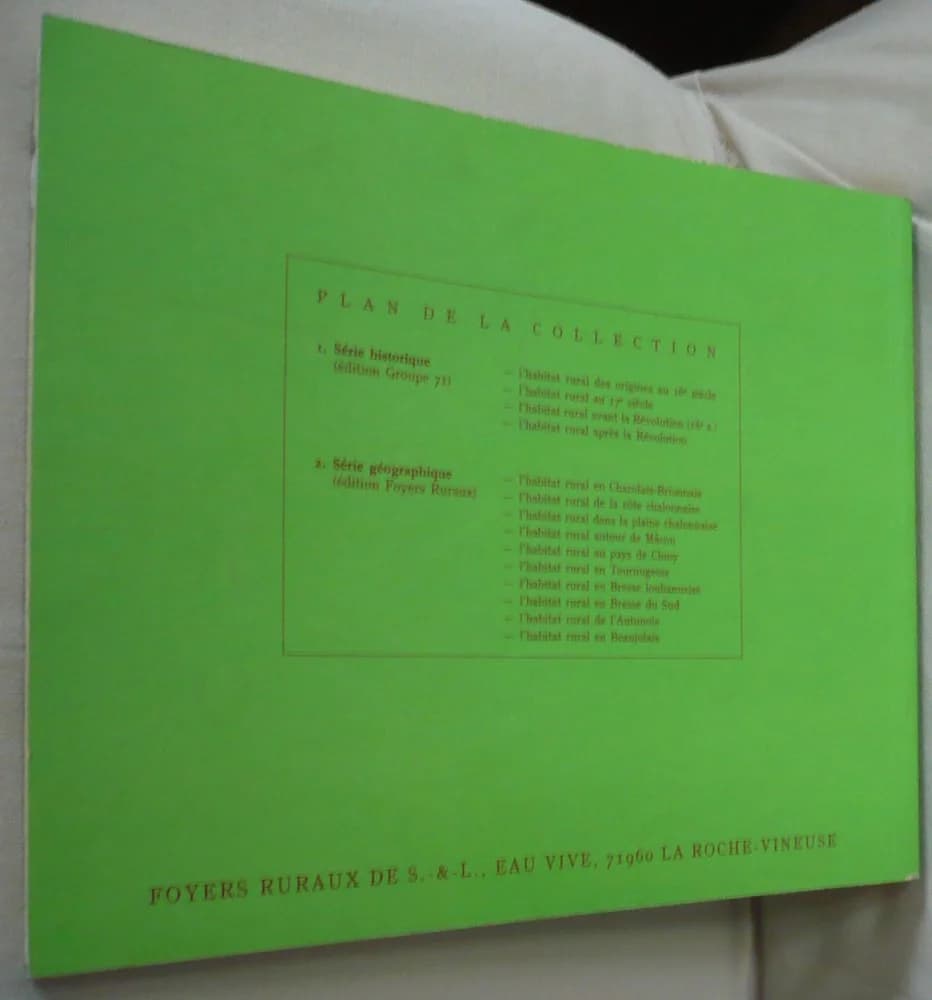 PLAN DE LA COLLECTION
1. Série historique
(édition Groupe 71)
— l'habitat rural des origines au 16e siècle
— l'habitat rural au 17e siècle
— l'habitat rural avant la Révolution (18e s.)
— l'habitat rural après la Révolution
2. Série géographique
(édition Foyers Ruraux)
— l'habitat rural en Charolais-Brionnais
— l'habitat rural de la côte chalonnaise
— l'habitat rural dans la plaine chalonnaise
— l'habitat rural autour de Mâcon
— l'habitat rural au pays de Cluny
— l'habitat rural en Tournugeois
— l'habitat rural en Bresse louhannaise
— l'habitat rural en Bresse du Sud
— l'habitat rural de l'Autunois
— l'habitat rural en Beaujolais
FOYERS RURAUX DE S.-&-L., EAU VIVE, 71960 LA ROCHE-VINEUSE